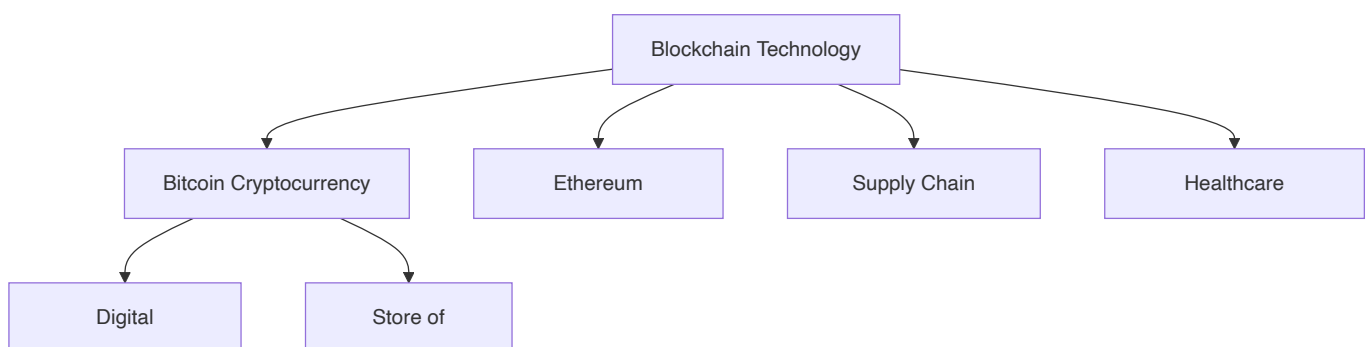 Blockchain Technology
Bitcoin Cryptocurrency
Ethereum
Supply Chain
Healthcare
Digital
Store of